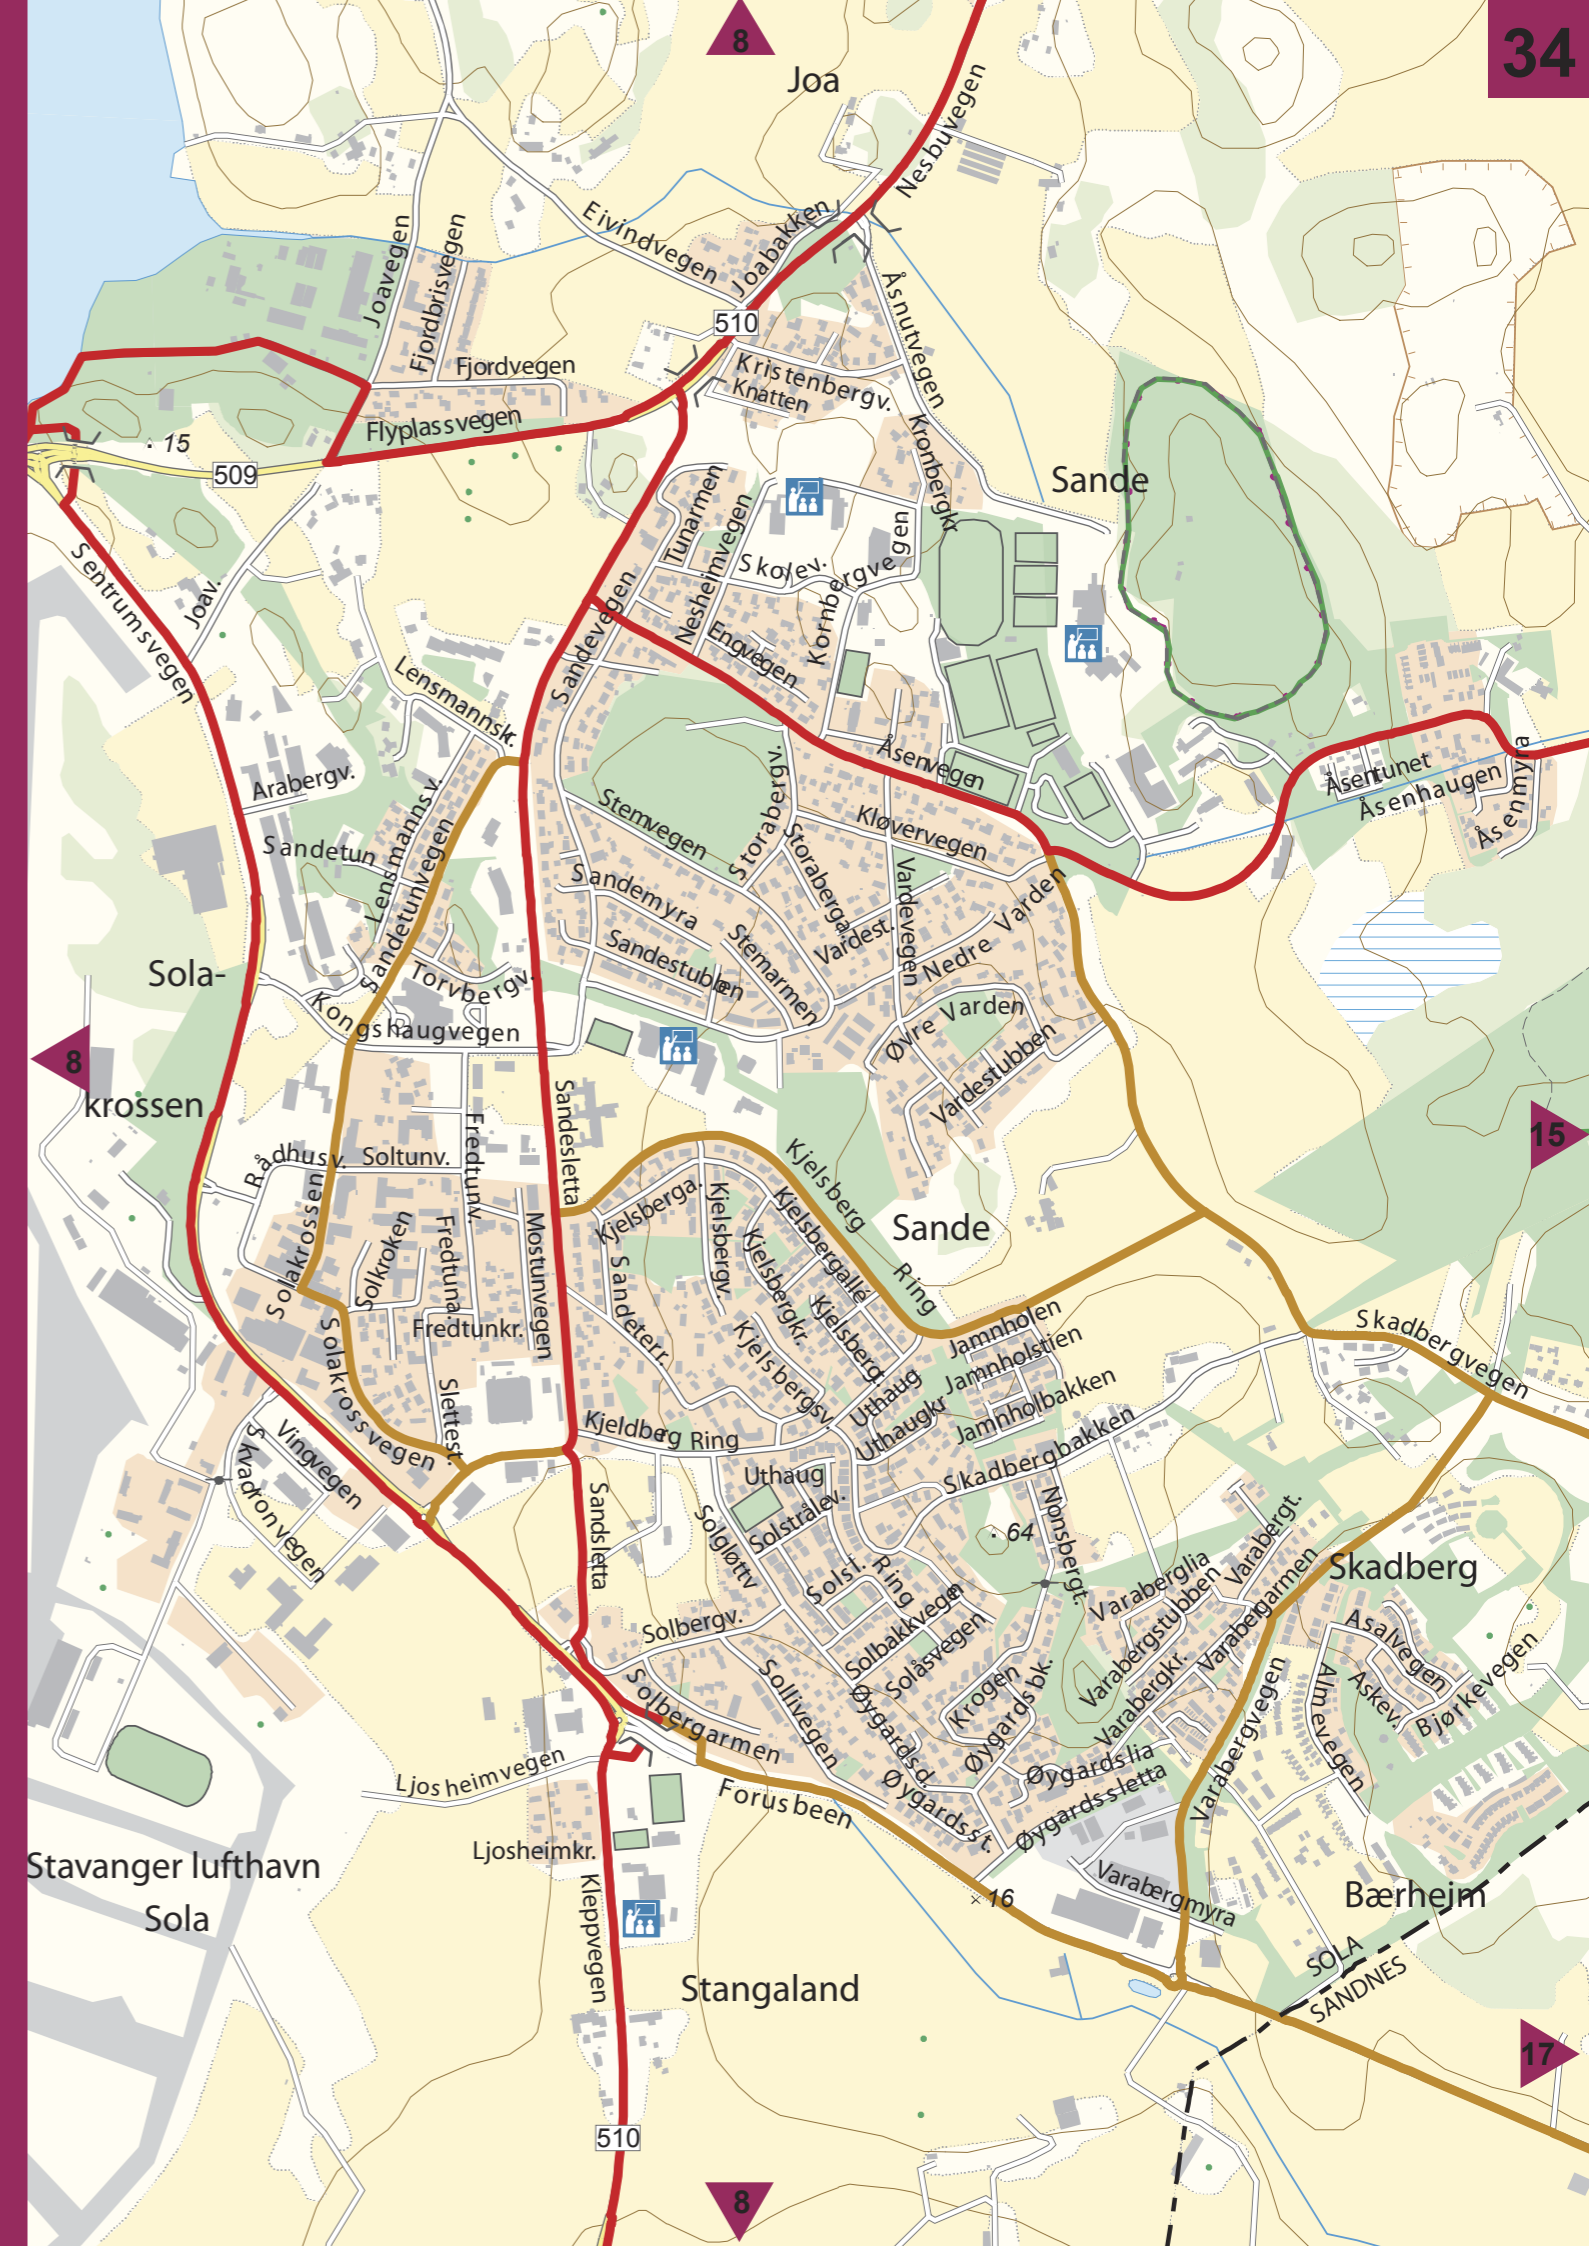 8
34
Joa
Nesbuvegen
Eivindvegen
Joabakken
Joavegen
Fjordbrisvegen
Åsnutvegen
510
Fjordvegen
Kristenbergv.
Knatten
Flyplassvegen
15
509
Kronbergkr
Sande
Tunarmen
Nesheimvegen
Skolev.
Kornbergvegen
Sentrumsvegen
Joav.
Sandevegen
Engvegen
Lensmannsk.
Storabergv.
Åsenvegen
Åsentunet
Åsenhaugen
Åsenmyra
Arabergv.
Lensmannsv.
Stemvegen
Kløvervegen
Sandetun
Sandetunvegen
Storaberga.
Sandemyra
Vardevegen
Vardest.
Nedre Varden
Sandestubben
Stemarmen
Sola-
Torvbergv.
Kongshaugvegen
Øvre Varden
Vardestubben
8
krossen
15
Sandesletta
Fredtunv.
Rådhusv.
Soltunv.
Kjelsberg
Ring
Kjelsberga.
Kjelsbergv.
Kjelsbergallé
Sande
Solakrossen
Solkroken
Fredtuna.
Mostunvegen
Kjelsbergkr.
Sandeterr.
Fredtunkr.
Kjelsberg.
Kjelsbergsv.
Jamnholen
Jamnholstien
Jamnholbakken
Skadbergvegen
Solakrossvegen
Slettest.
Uthaug
Uthaugkr
Kjeldberg Ring
Skadbergbakken
Skvadronvegen
Vingvegen
Uthaug
Sandsletta
Solgløttv
Solstrålev.
Nonsbergt.
64
Varabergt.
Skadberg
Solst.
Ring
Varaberglia
Varabergstubben
Varabergarmen
Solbakkvegen
Solåsvegen
Solbergv.
Asalvegen
Askev.
Bjørkevegen
Almevegen
Varabergkr.
Solbergarmen
Sollivegen
Øygardsd.
Krogen
Øygardsbk.
Varabergvegen
Øygardslia
Øygardssletta
Ljosheimvegen
Forusbeen
Øygardsst.
Ljosheimkr.
Stavanger lufthavn
Sola
Varabergmyra
16
Bærheim
Kleppvegen
SOLA
SANDNES
Stangaland
17
510
8